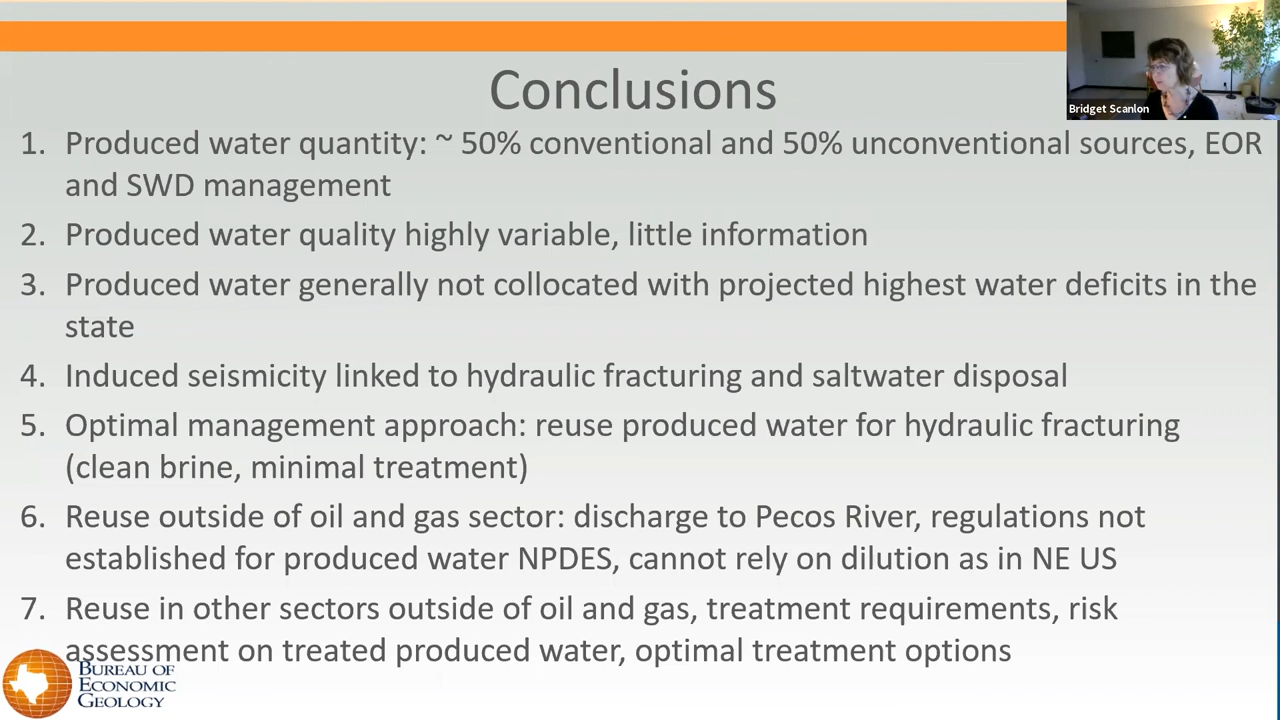 Conclusions
Bridget Scanlon
1. Produced water quantity: ~ 50% conventional and 50% unconventional sources, EOR
and SWD management
2. Produced water quality highly variable, little information
3. Produced water generally not collocated with projected highest water deficits in the
state
4. Induced seismicity linked to hydraulic fracturing and saltwater disposal
5. Optimal management approach: reuse produced water for hydraulic fracturing
(clean brine, minimal treatment)
6. Reuse outside of oil and gas sector: discharge to Pecos River, regulations not
established for produced water NPDES, cannot rely on dilution as in NE US
7. Reuse in other sectors outside of oil and gas, treatment requirements, risk
assessment on treated produced water, optimal treatment options
BUREAU OF
ECONOMIC
GEOLOGY